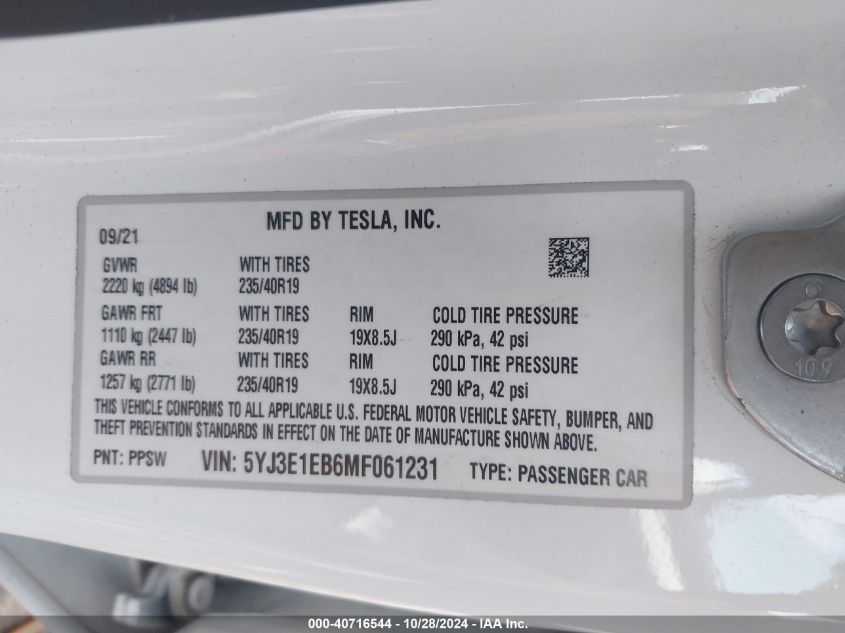 MFD BY TESLA, INC.
09/21
GVWR WITH TIRES
2220 kg (4894 lb) 235/40R19
GAWR FRT WITH TIRES RIM COLD TIRE PRESSURE
1110 kg (2447 lb) 235/40R19 19X8.5J 290 kPa, 42 psi
GAWR RR WITH TIRES RIM COLD TIRE PRESSURE
1257 kg (2771 lb) 235/40R19 19X8.5J 290 kPa, 42 psi
THIS VEHICLE CONFORMS TO ALL APPLICABLE U.S. FEDERAL MOTOR VEHICLE SAFETY, BUMPER, AND
THEFT PREVENTION STANDARDS IN EFFECT ON THE DATE OF MANUFACTURE SHOWN ABOVE.
PNT: PPSW VIN: 5YJ3E1EB6MF061231 TYPE: PASSENGER CAR
10.9
000-40716544 - 10/28/2024 - IAA Inc.